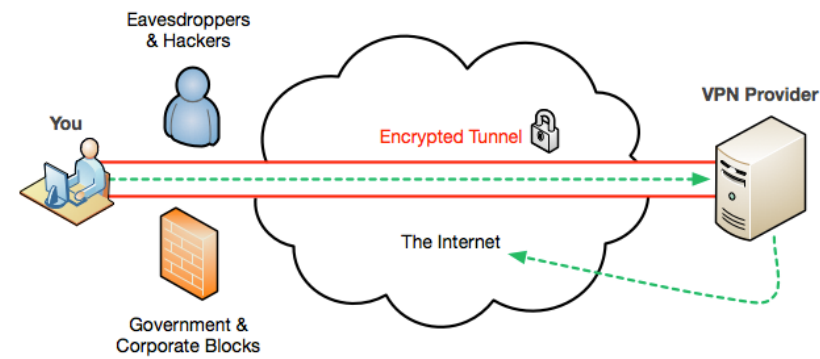 Eavesdroppers
& Hackers
You
VPN Provider
Encrypted Tunnel
The Internet
Government &
Corporate Blocks